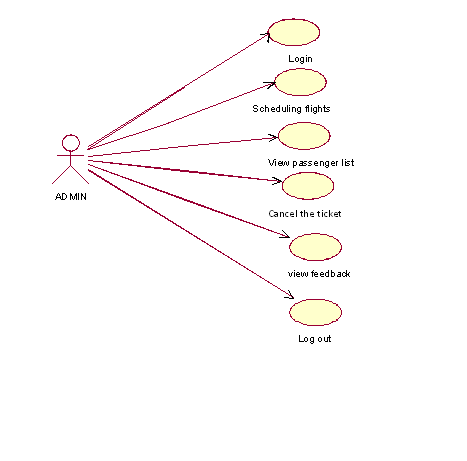 Login
Scheduling flights
View passenger list
ADMIN
Cancel the ticket
view feedback
Log out